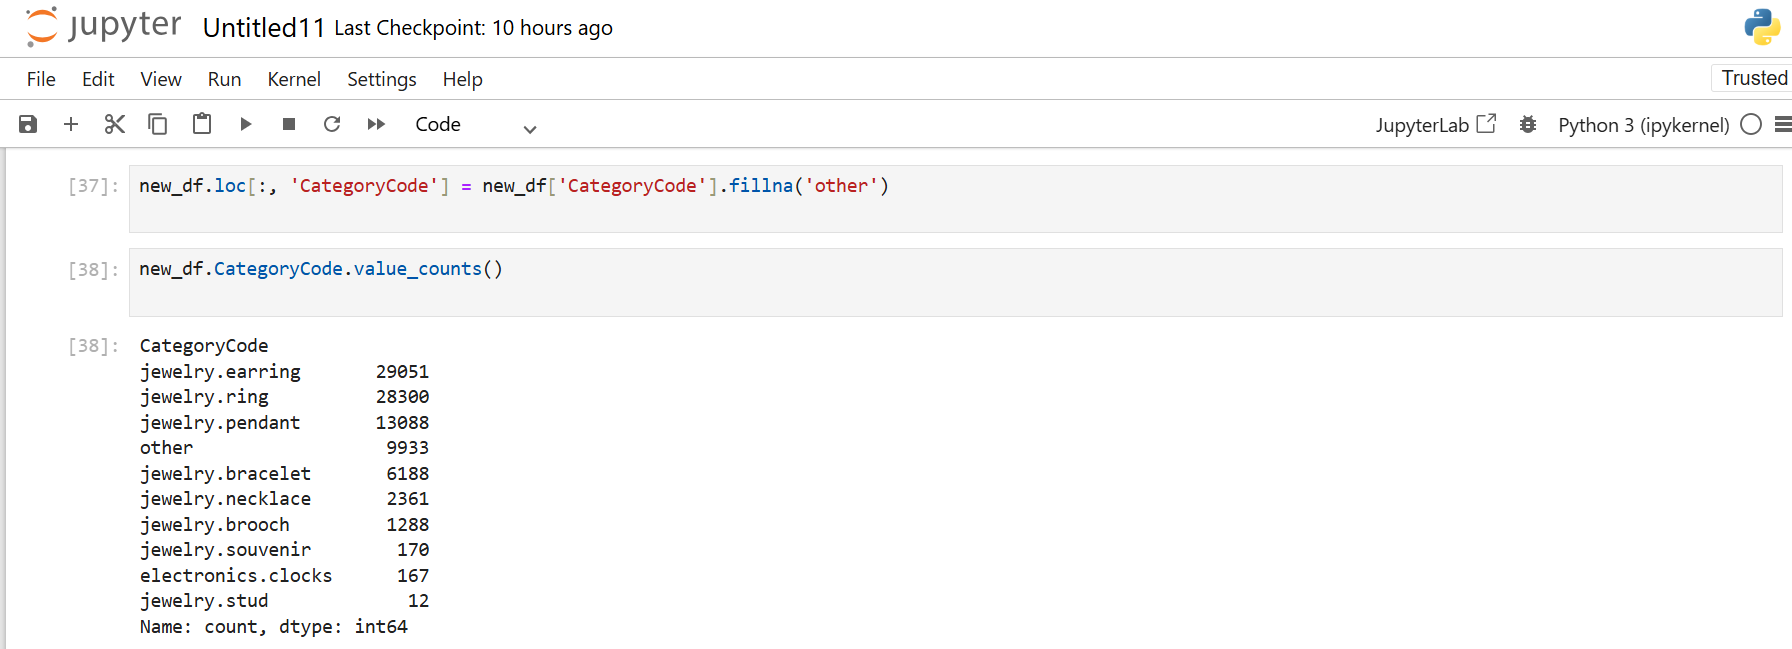 jupyter Untitled11 Last Checkpoint: 10 hours ago
File Edit View Run Kernel Settings Help Trusted
Code JupyterLab Python 3 (ipykernel)
[37]: new_df.loc[:, 'CategoryCode'] = new_df['CategoryCode'].fillna('other')
[38]: new_df.CategoryCode.value_counts()
[38]: CategoryCode
jewelry.earring 29051
jewelry.ring 28300
jewelry.pendant 13088
other 9933
jewelry.bracelet 6188
jewelry.necklace 2361
jewelry.brooch 1288
jewelry.souvenir 170
electronics.clocks 167
jewelry.stud 12
Name: count, dtype: int64